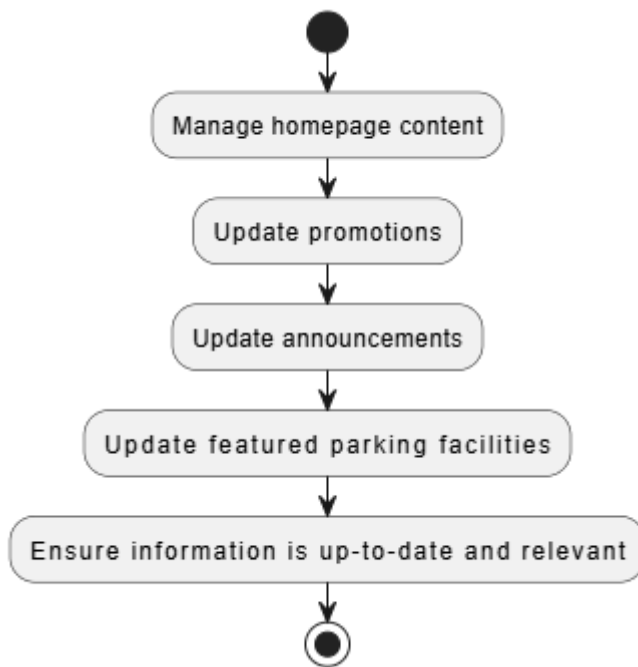 Manage homepage content
Update promotions
Update announcements
Update featured parking facilities
Ensure information is up-to-date and relevant